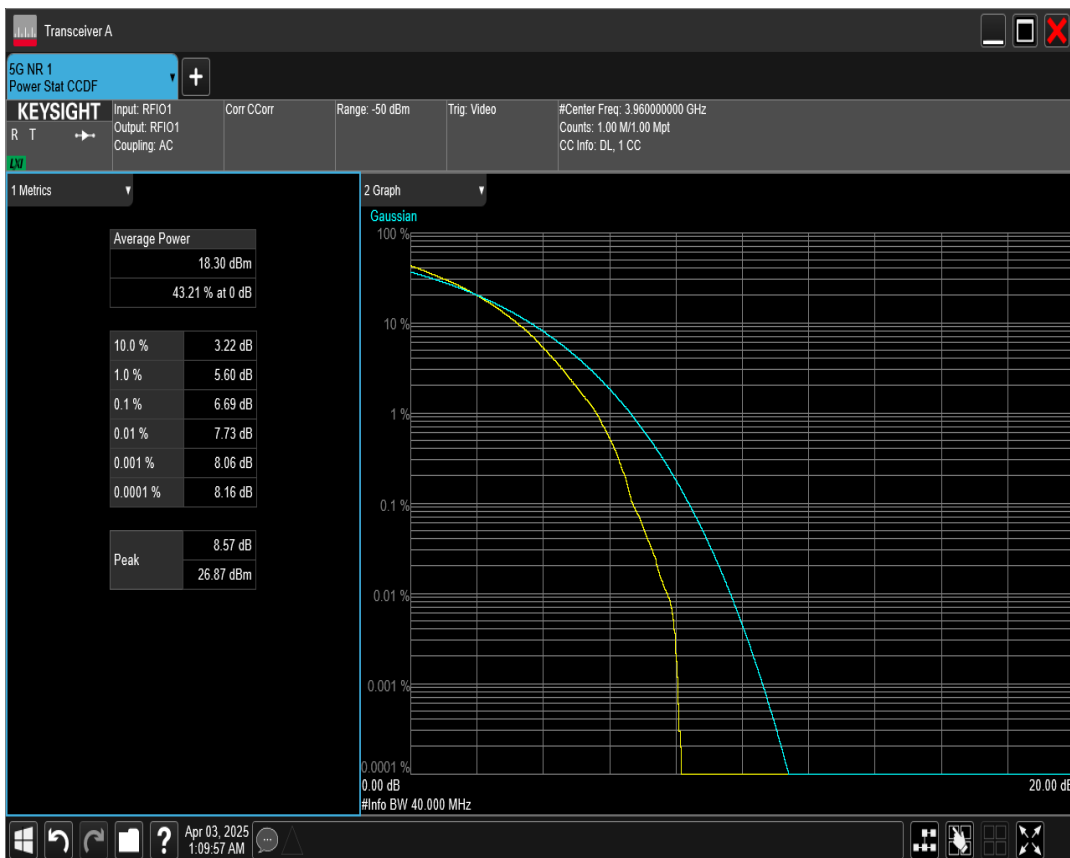 Transceiver A
5G NR 1
Power Stat CCDF
KEYSIGHT
R T
LXI
Input: RFIO1
Output: RFIO1
Coupling: AC
Corr CCorr
Range: -50 dBm
Trig: Video
#Center Freq: 3.960000000 GHz
Counts: 1.00 M/1.00 Mpt
CC Info: DL, 1 CC
1 Metrics
Average Power
18.30 dBm
43.21 % at 0 dB
10.0 % 3.22 dB
1.0 % 5.60 dB
0.1 % 6.69 dB
0.01 % 7.73 dB
0.001 % 8.06 dB
0.0001 % 8.16 dB
Peak 8.57 dB
26.87 dBm
2 Graph
Gaussian
100 %
10 %
1 %
0.1 %
0.01 %
0.001 %
0.0001 %
0.00 dB 20.00 dB
#Info BW 40.000 MHz
Apr 03, 2025
1:09:57 AM